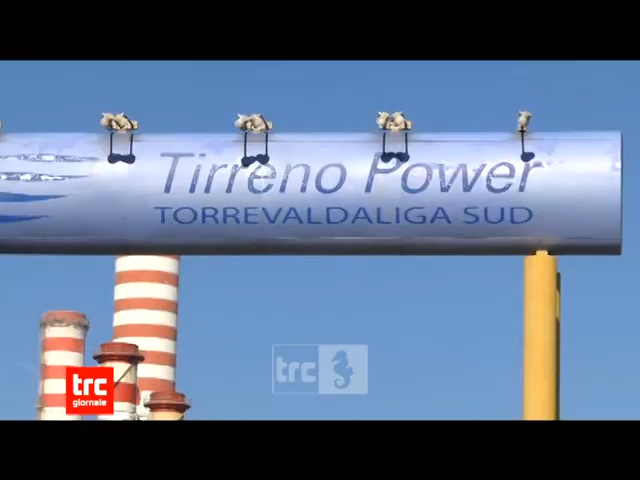 Tirreno Power
TORREVALDALIGA SUD
trc
trc
giornale